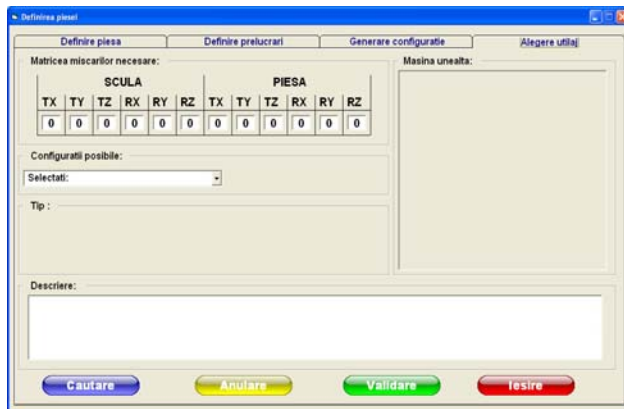 Definirea piesei
Definire piesa Definire prelucrari Generare configuratie Alegere utilaj
Matricea miscarilor necesare:
SCULA PIESA
TX TY TZ RX RY RZ TX TY TZ RX RY RZ
0 0 0 0 0 0 0 0 0 0 0 0
Masina unealta:
Configuratii posibile:
Selectati:
Tip :
Descriere:
Cautare Anulare Validare Iesire